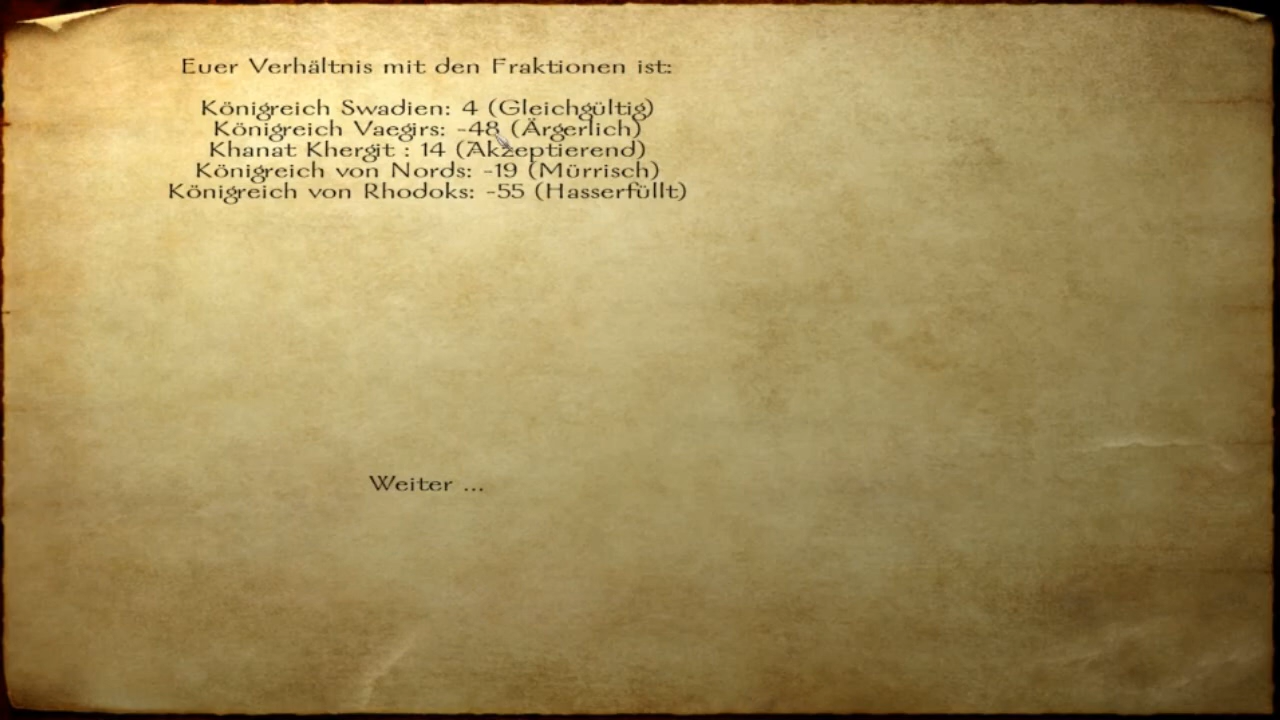 Euer Verhältnis mit den Fraktionen ist:
Königreich Swadien: 4 (Gleichgültig)
Königreich Vaegirs: -48 (Ärgerlich)
Khanat Khergit : 14 (Akzeptierend)
Königreich von Nords: -19 (Mürrisch)
Königreich von Rhodoks: -55 (Hasserfüllt)
Weiter ...